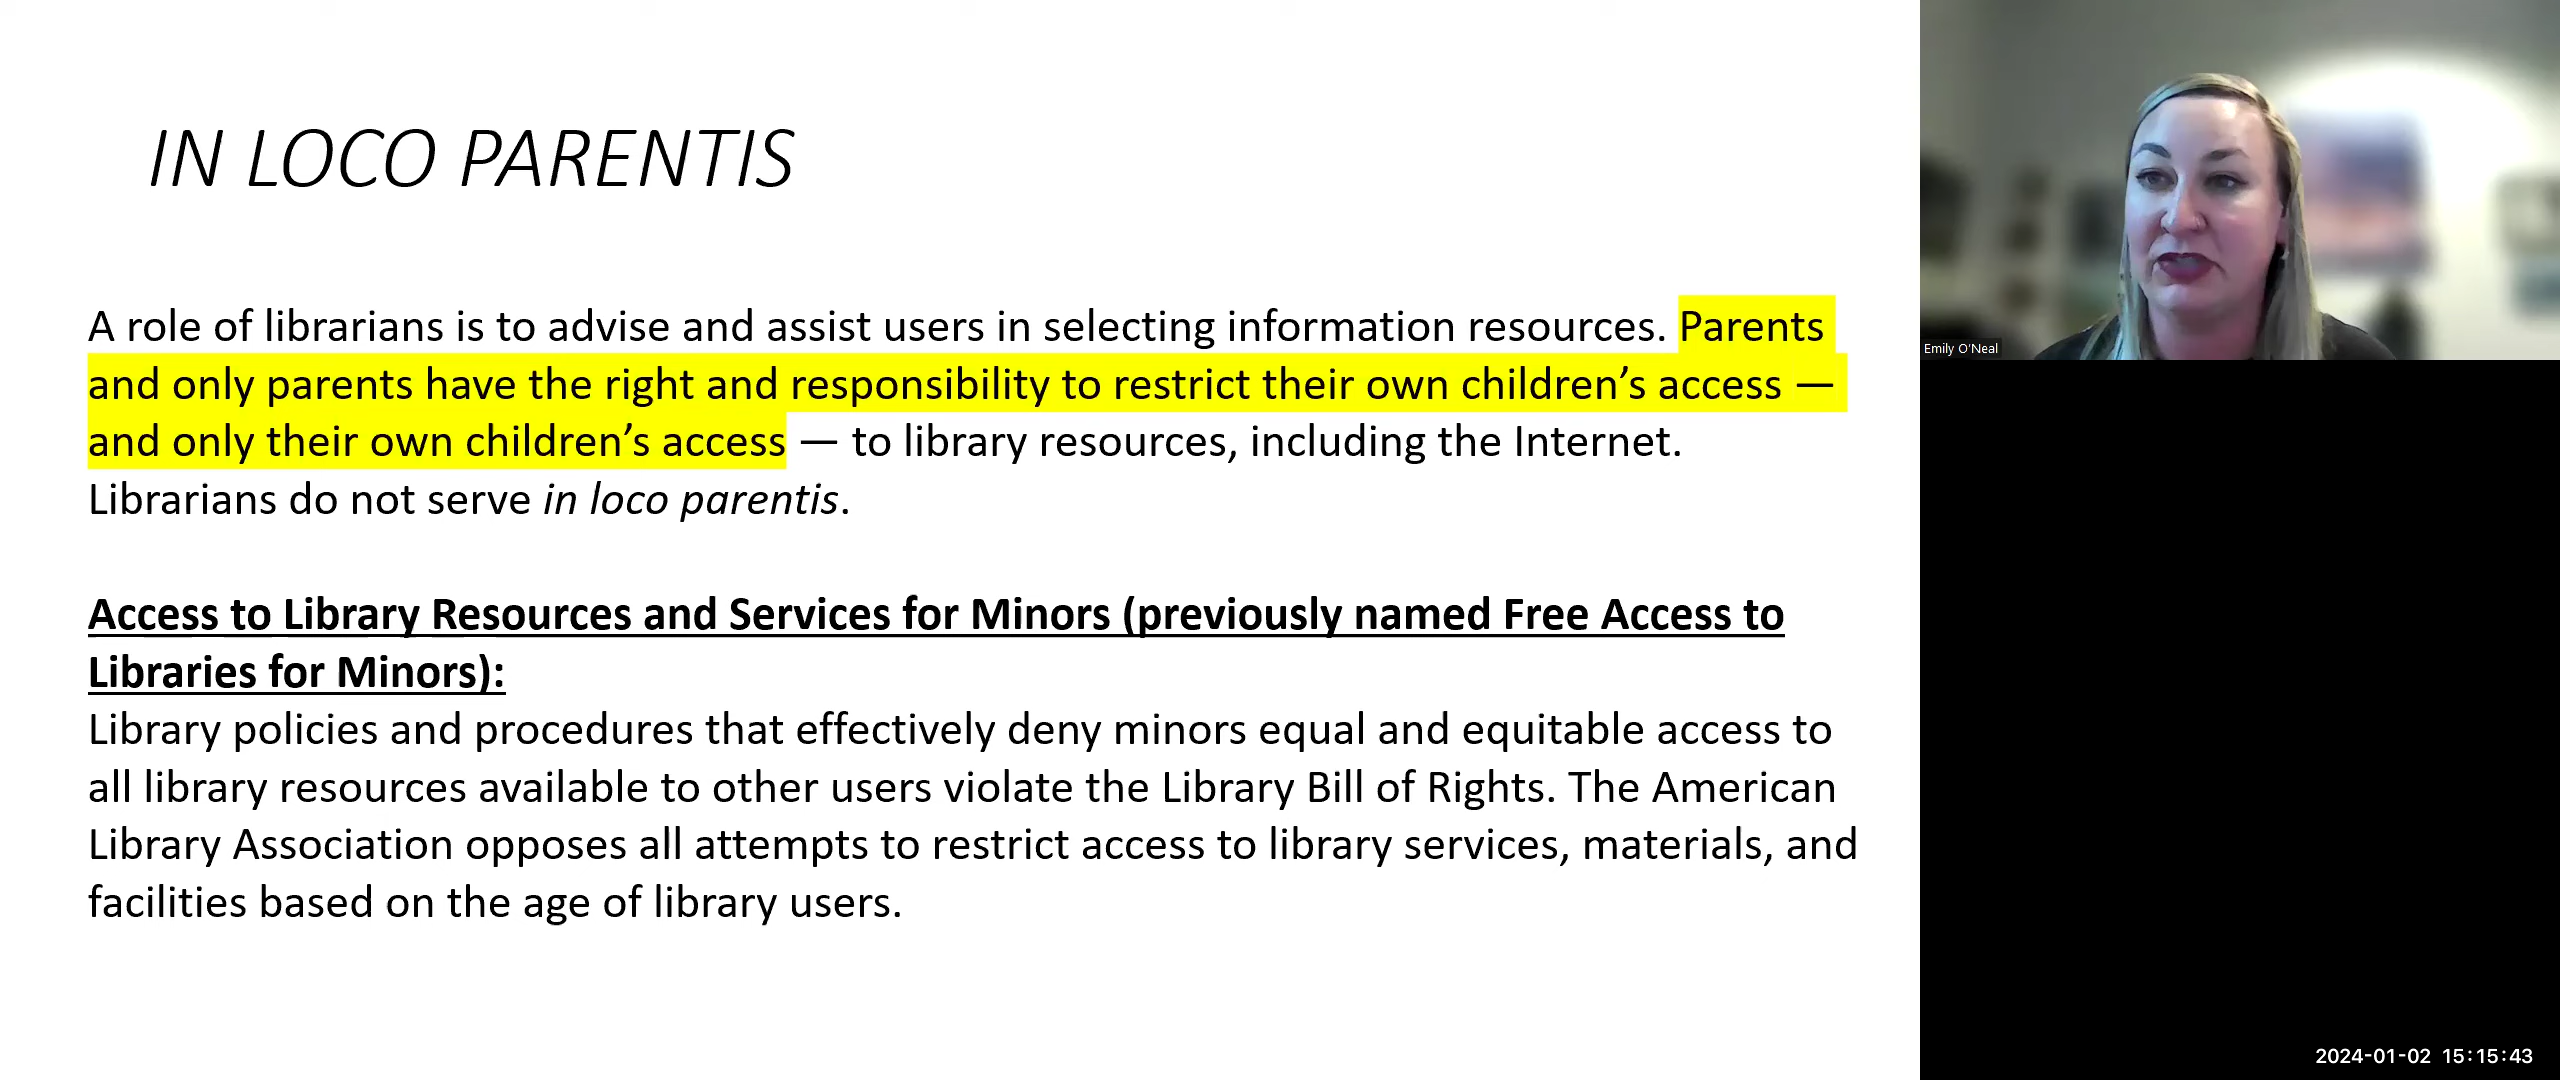 IN LOCO PARENTIS
A role of librarians is to advise and assist users in selecting information resources. Parents
and only parents have the right and responsibility to restrict their own children’s access —
and only their own children’s access — to library resources, including the Internet.
Librarians do not serve in loco parentis.
Access to Library Resources and Services for Minors (previously named Free Access to
Libraries for Minors):
Library policies and procedures that effectively deny minors equal and equitable access to
all library resources available to other users violate the Library Bill of Rights. The American
Library Association opposes all attempts to restrict access to library services, materials, and
facilities based on the age of library users.
Emily O'Neal
2024-01-02 15:15:43